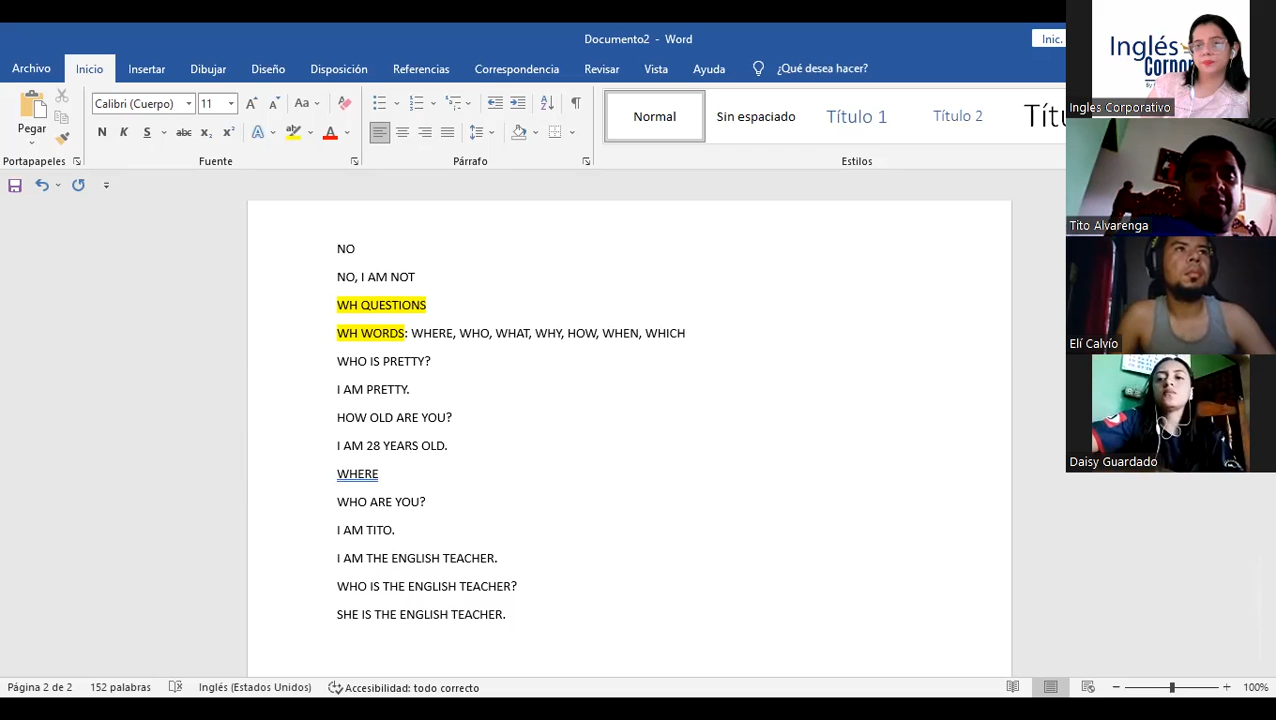 Documento2 - Word
Inic.
Archivo
Inicio
Insertar
Dibujar
Diseño
Disposición
Referencias
Correspondencia
Revisar
Vista
Ayuda
¿Qué desea hacer?
Pegar
Calibri (Cuerpo)
11
Aa
N
K
S
abc
x₂
x²
A
Normal
Sin espaciado
Título 1
Título 2
Portapapeles
Fuente
Párrafo
Estilos
NO
NO, I AM NOT
WH QUESTIONS
WH WORDS: WHERE, WHO, WHAT, WHY, HOW, WHEN, WHICH
WHO IS PRETTY?
I AM PRETTY.
HOW OLD ARE YOU?
I AM 28 YEARS OLD.
WHERE
WHO ARE YOU?
I AM TITO.
I AM THE ENGLISH TEACHER.
WHO IS THE ENGLISH TEACHER?
SHE IS THE ENGLISH TEACHER.
Página 2 de 2
152 palabras
Inglés (Estados Unidos)
Accesibilidad: todo correcto
100%
Inglés
Ingles Corporativo
Tito Alvarenga
Elí Calvío
Daisy Guardado